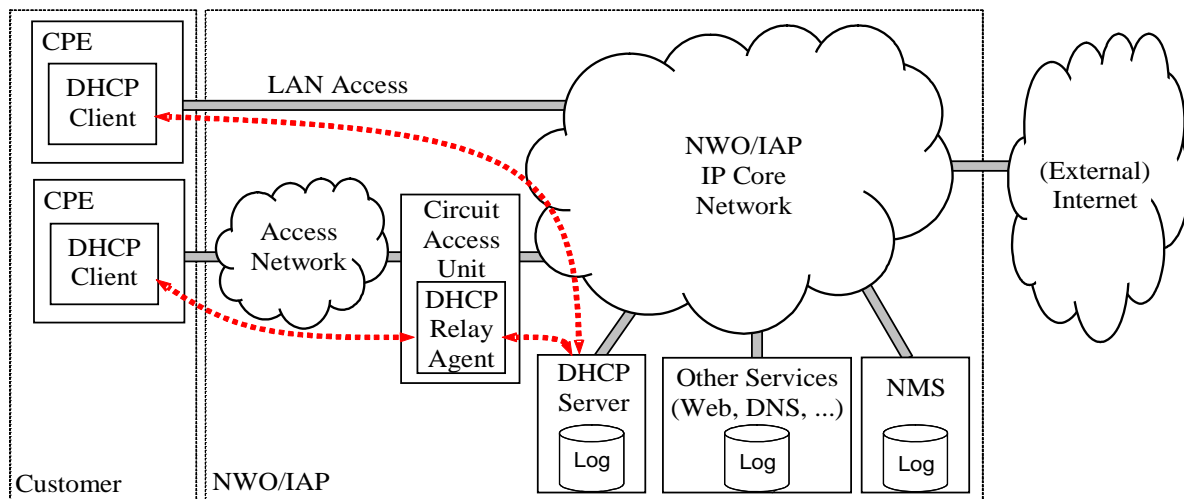 CPE
DHCP
Client
LAN Access
CPE
DHCP
Client
Access
Network
Circuit
Access
Unit
DHCP
Relay
Agent
NWO/IAP
IP Core
Network
(External)
Internet
DHCP
Server
Log
Other Services
(Web, DNS, ...)
Log
NMS
Log
Customer
NWO/IAP